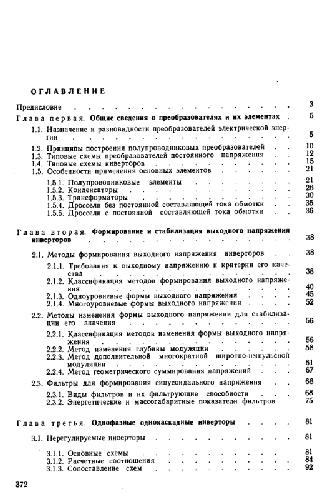 ОГЛАВЛЕНИЕ
Предисловие . . . . . . . . . . 3
Глава первая. Общие сведения о преобразователях и их элементах . 5
1.1. Назначение и разновидности преобразователей электрической энер-
гии . . . . . . . . . . 5
1.2. Принципы построения полупроводниковых преобразователей . . 10
1.3. Типовые схемы преобразователей постоянного напряжения . . 12
1.4. Типовые схемы инверторов . . . . . . . 15
1.5. Особенности применения основных элементов . . . . 21
1.5.1. Полупроводниковые элементы . . . . . 21
1.5.2. Конденсаторы . . . . . . . 26
1.5.3. Трансформаторы . . . . . . . 30
1.5.4. Дроссели без постоянной составляющей тока обмотки . . 35
1.5.5. Дроссели с постоянной составляющей тока обмотки . . 36
Глава вторая. Формирование и стабилизация выходного напряжения
инверторов . . . . . . . . . . 38
2.1. Методы формирования выходного напряжения инверторов . . 38
2.1.1. Требования к выходному напряжению и критерии его каче-
ства . . . . . . . . . 38
2.1.2. Классификация методов формирования выходного напряже-
ния . . . . . . . . . 40
2.1.3. Одноуровневые формы выходного напряжения . . . 45
2.1.4. Многоуровневые формы выходного напряжения . . . 52
2.2. Методы изменения формы выходного напряжения для стабилиза-
ции его значения . . . . . . . . 56
2.2.1. Классификация методов изменения формы выходного напря-
жения . . . . . . . . . 56
2.2.2. Метод изменения глубины модуляции . . . . 58
2.2.3. Метод дополнительной многократной широтно-импульсной
модуляции . . . . . . . . 61
2.2.4. Метод геометрического суммирования напряжений . . 67
2.3. Фильтры для формирования синусоидального напряжения . . 68
2.3.1. Виды фильтров и их фильтрующие способности . . 68
2.3.2. Энергетические и массогабаритные показатели фильтров . 75
Глава третья. Однофазные однокаскадные инверторы . . . 81
3.1. Нерегулируемые инверторы . . . . . . . 81
3.1.1. Основные схемы . . . . . . . 81
3.1.2. Расчетные соотношения . . . . . . 84
3.1.3. Сопоставление схем . . . . . . . 92
372